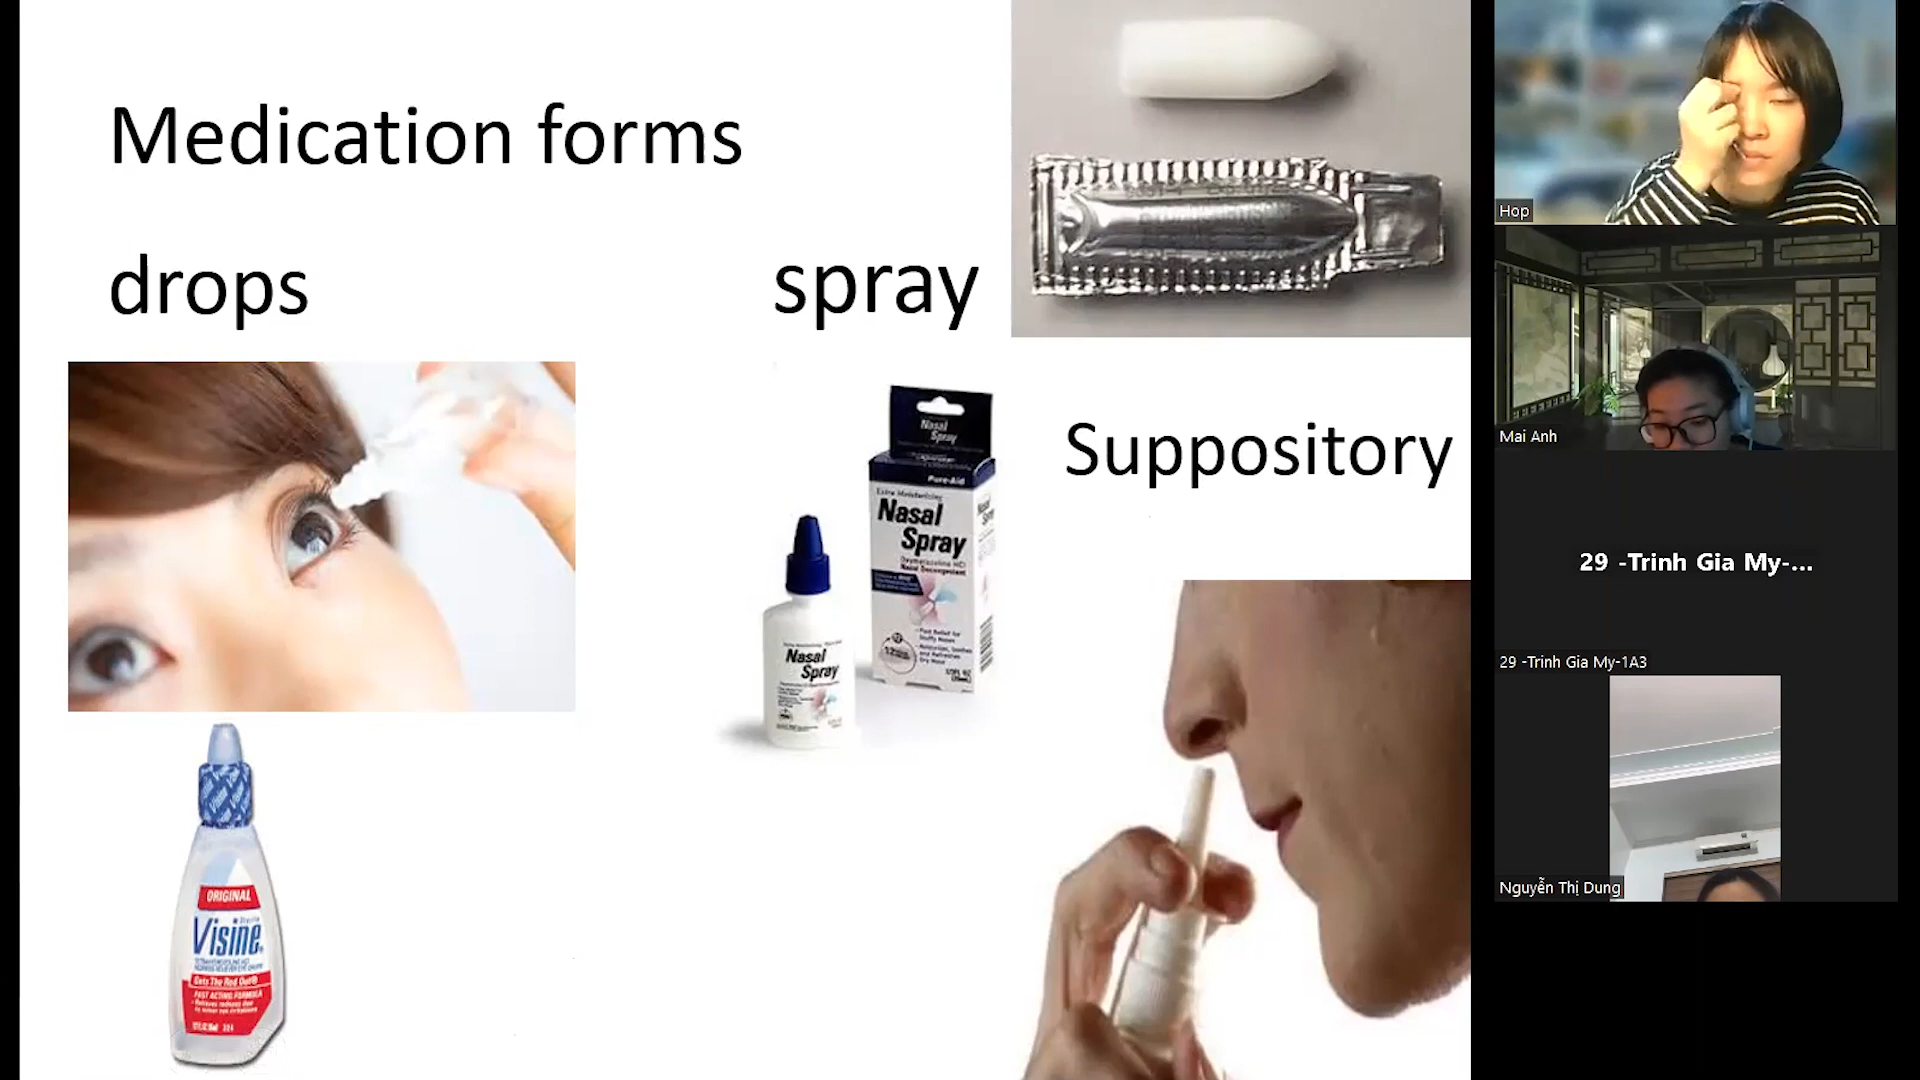 Medication forms
drops
spray
Suppository
Nasal
Spray
Pure-Aid
Nasal
Spray
Oxymetazoline HCl
Nasal Decongestant
12
Nasal
Spray
ORIGINAL
Visine
Gets The Red Out
FAST ACTING FORMULA
Hop
Mai Anh
29 -Trinh Gia My-...
29 -Trinh Gia My-1A3
Nguyễn Thị Dung